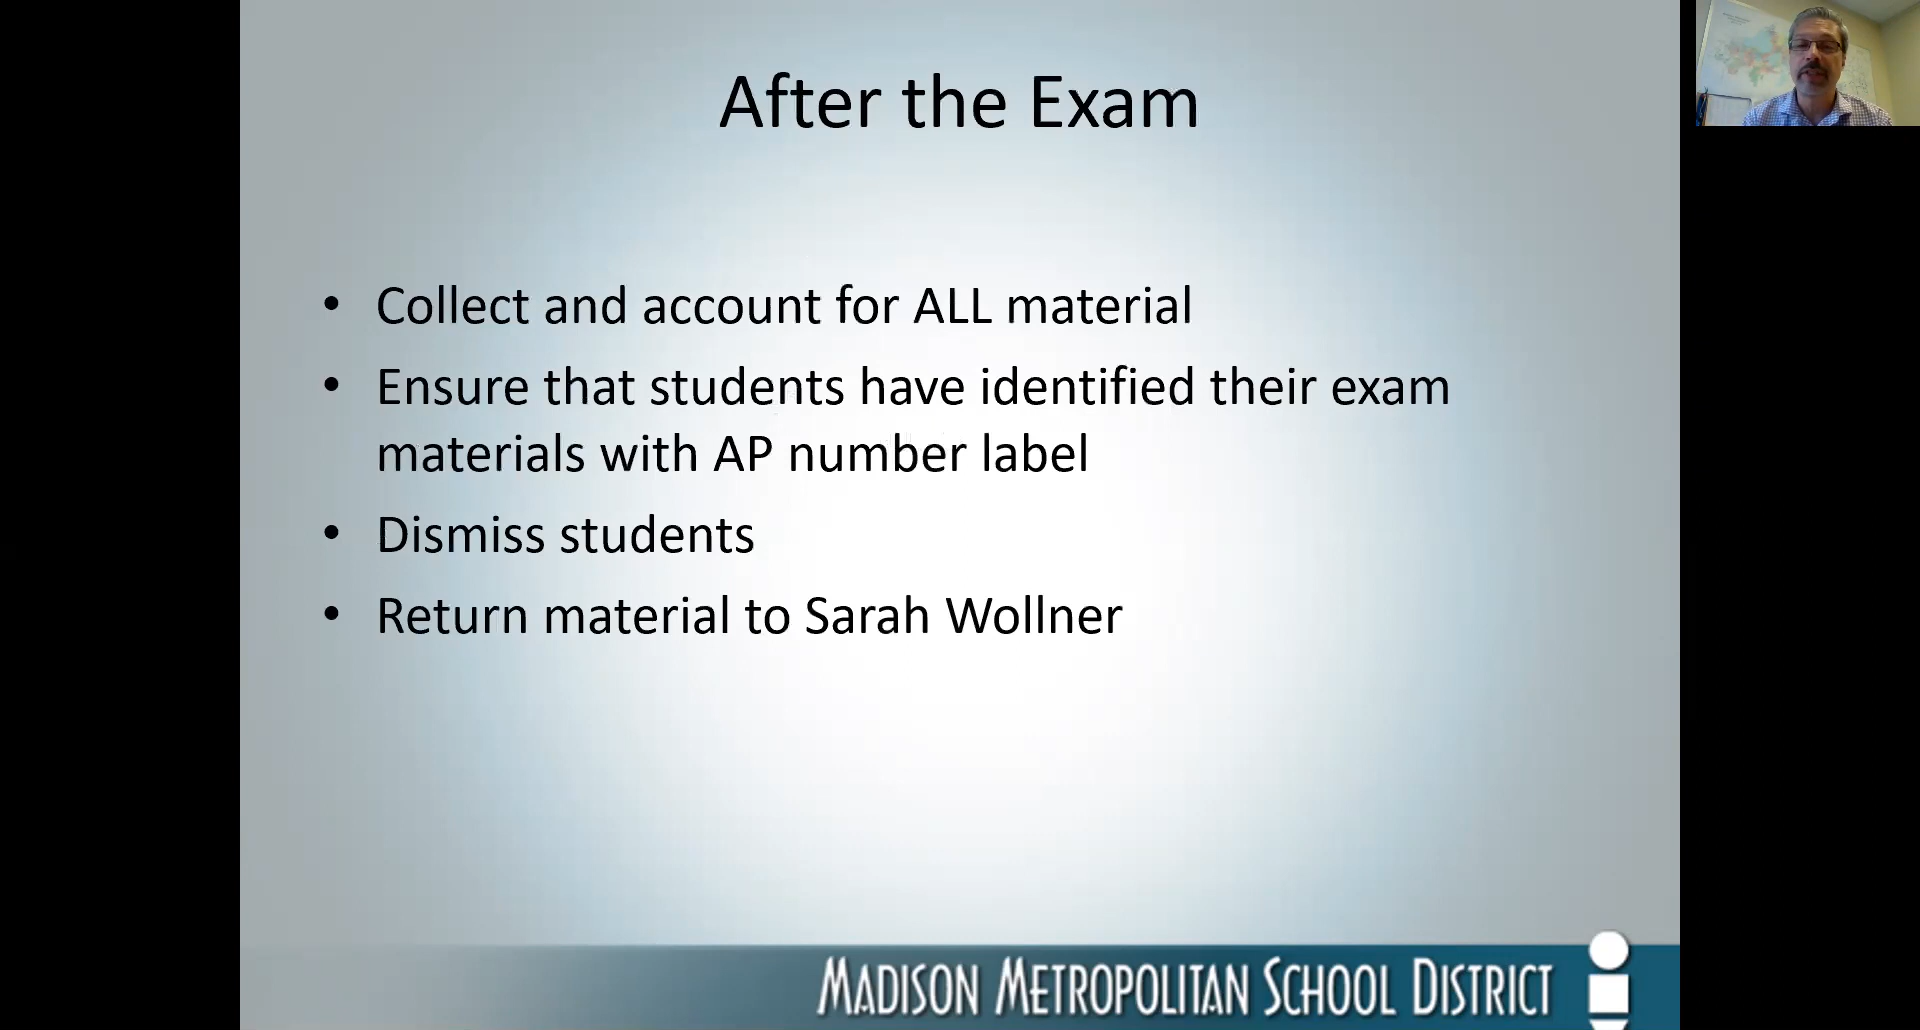 After the Exam
• Collect and account for ALL material
• Ensure that students have identified their exam
materials with AP number label
• Dismiss students
• Return material to Sarah Wollner
MADISON METROPOLITAN SCHOOL DISTRICT